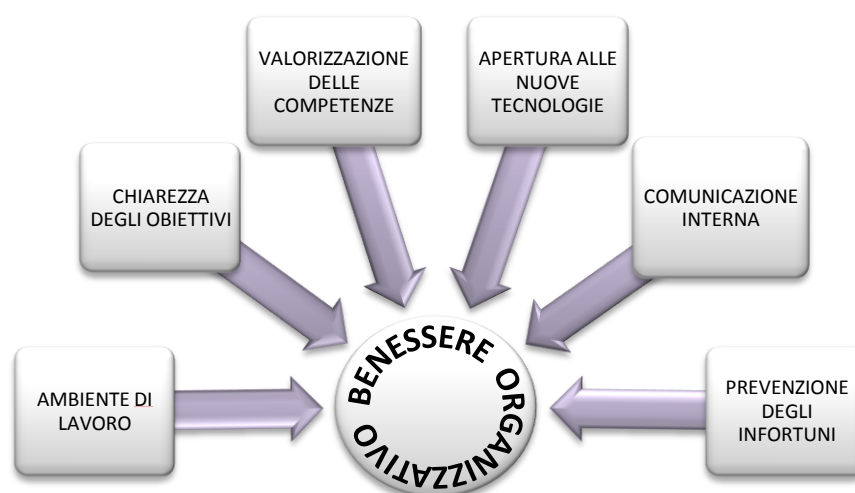 VALORIZZAZIONE
DELLE
COMPETENZE
APERTURA ALLE
NUOVE
TECNOLOGIE
CHIAREZZA
DEGLI OBIETTIVI
COMUNICAZIONE
INTERNA
AMBIENTE DI
LAVORO
BENESSERE ORGANIZZATIVO
PREVENZIONE
DEGLI
INFORTUNI